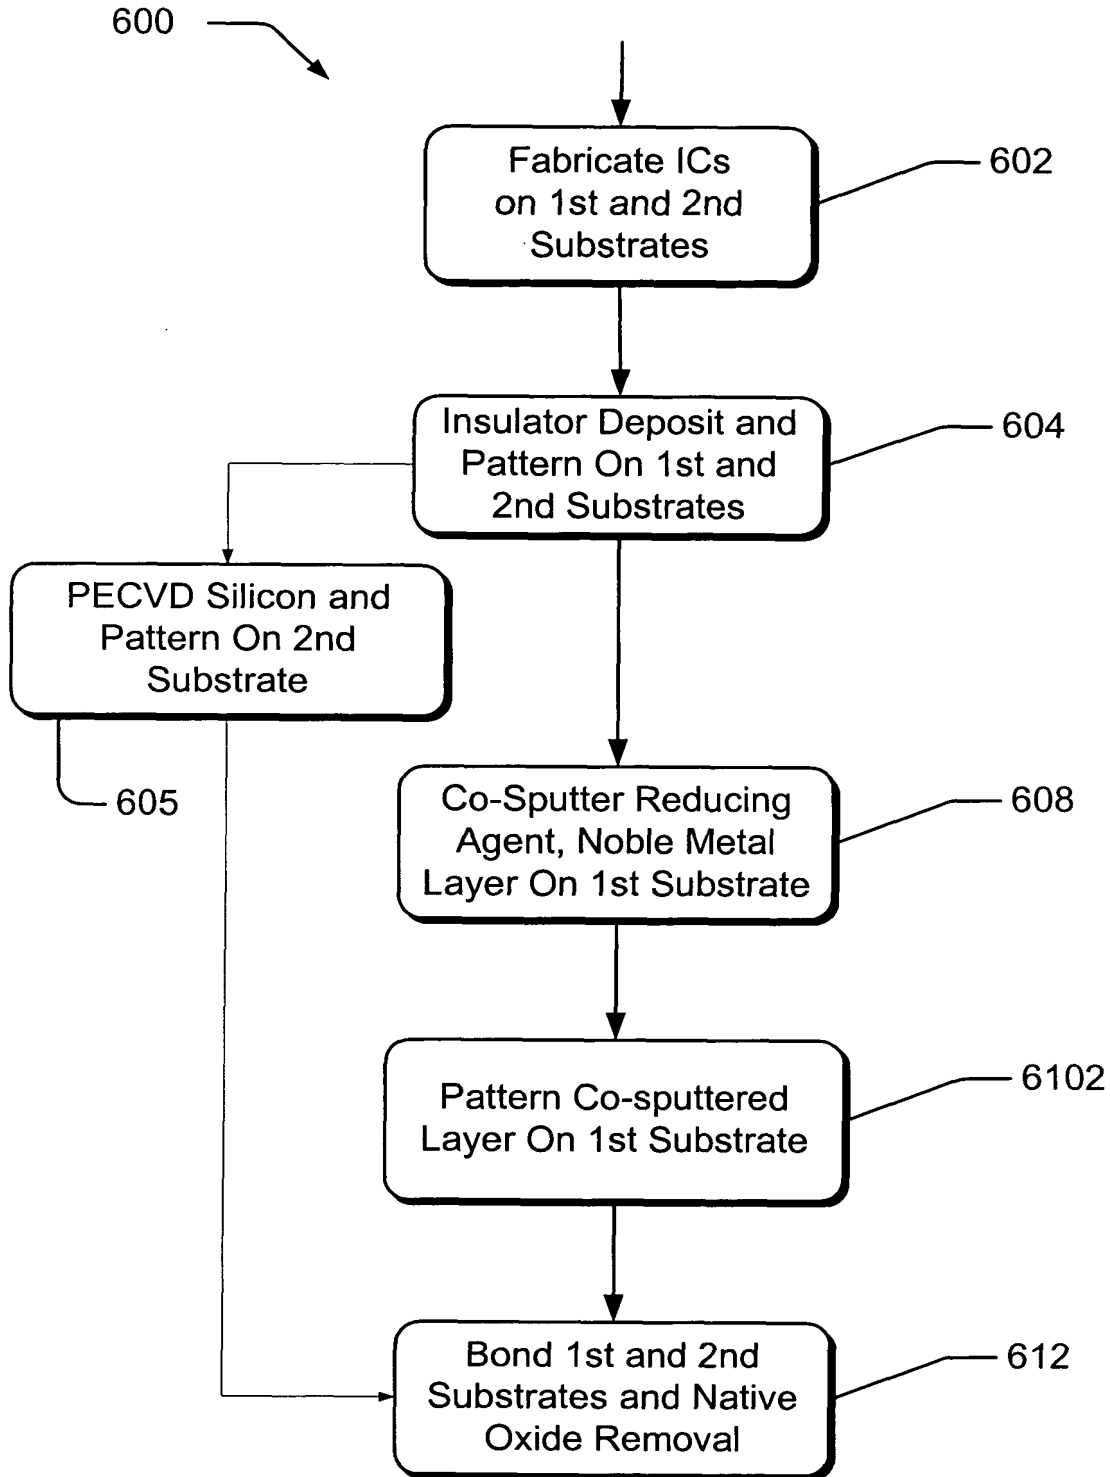 600
Fabricate ICs
on 1st and 2nd
Substrates
602
Insulator Deposit and
Pattern On 1st and
2nd Substrates
604
PECVD Silicon and
Pattern On 2nd
Substrate
605
Co-Sputter Reducing
Agent, Noble Metal
Layer On 1st Substrate
608
Pattern Co-sputtered
Layer On 1st Substrate
6102
Bond 1st and 2nd
Substrates and Native
Oxide Removal
612